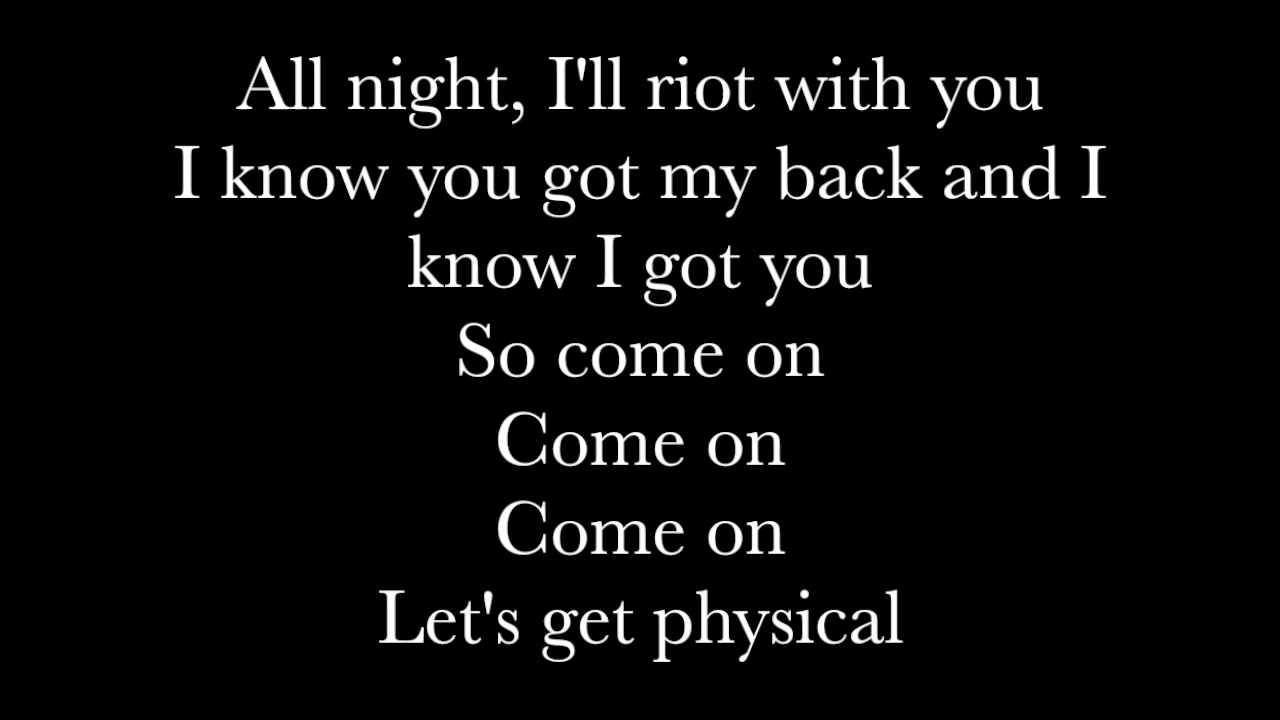 All night, I'll riot with you
I know you got my back and I
know I got you
So come on
Come on
Come on
Let's get physical